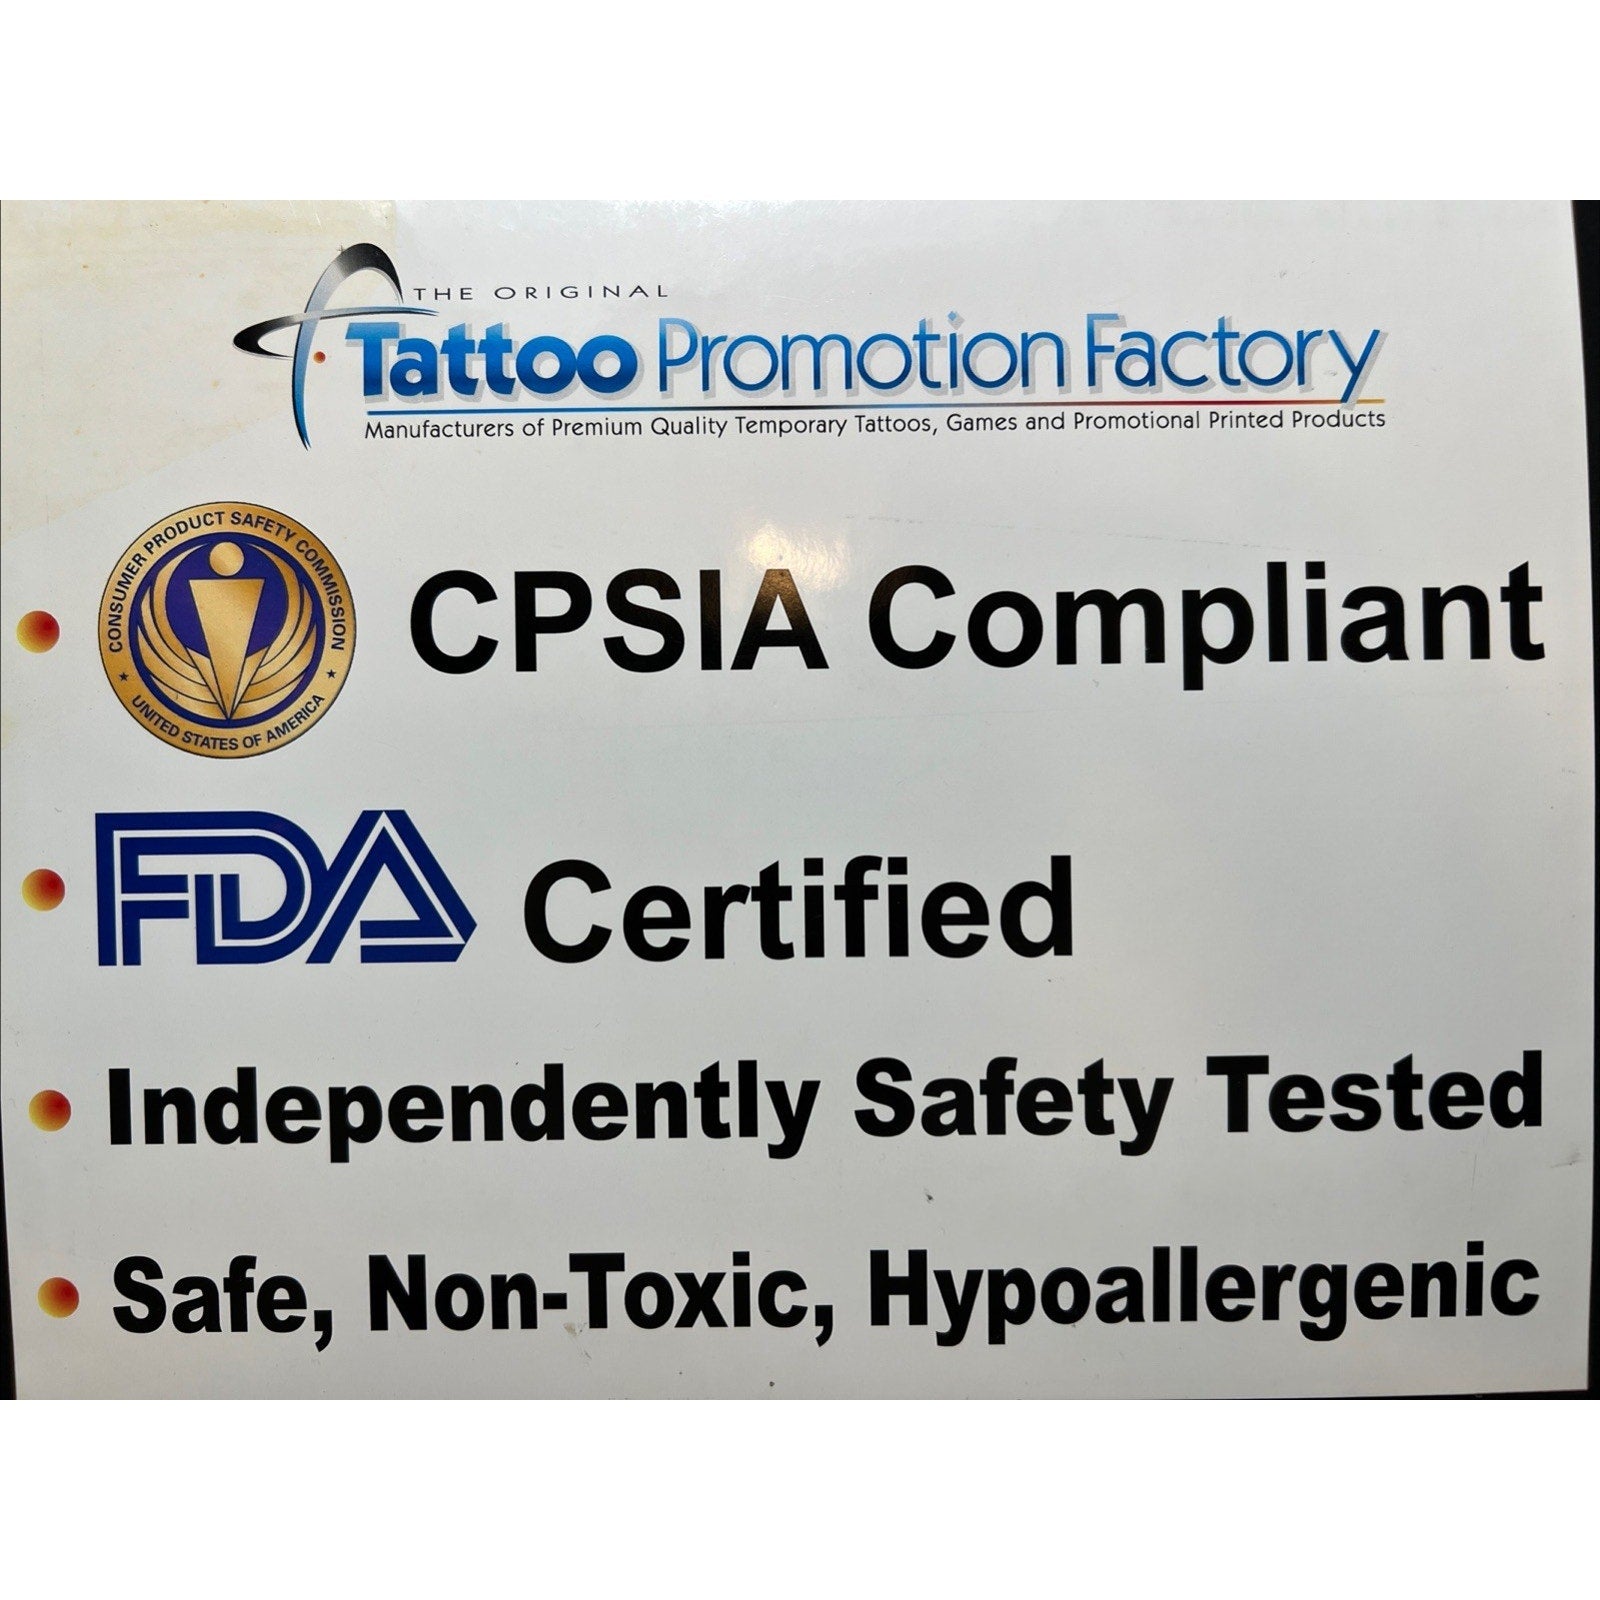 THE ORIGINAL
Tattoo Promotion Factory
Manufacturers of Premium Quality Temporary Tattoos, Games and Promotional Printed Products
CONSUMER PRODUCT SAFETY COMMISSION
★ UNITED STATES OF AMERICA ★
CPSIA Compliant
FDA Certified
Independently Safety Tested
Safe, Non-Toxic, Hypoallergenic